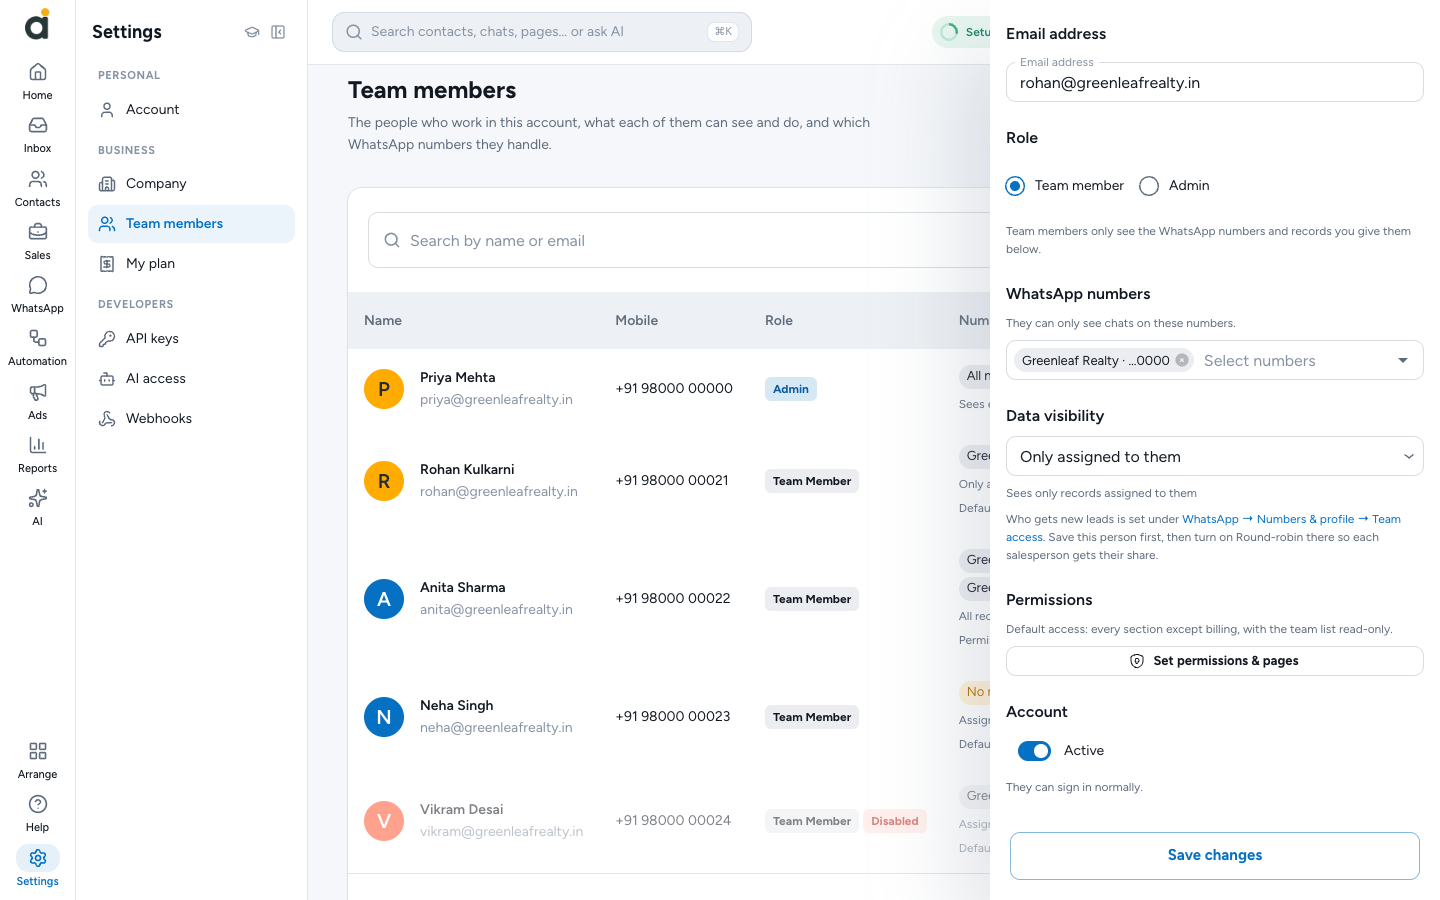 Home
Inbox
Contacts
Sales
WhatsApp
Automation
Ads
Reports
AI
Arrange
Help
Settings
Settings
PERSONAL
Account
BUSINESS
Company
Team members
My plan
DEVELOPERS
API keys
AI access
Webhooks
Search contacts, chats, pages... or ask AI
⌘K
Team members
The people who work in this account, what each of them can see and do, and which
WhatsApp numbers they handle.
Search by name or email
Name Mobile Role
Priya Mehta
priya@greenleafrealty.in
+91 98000 00000
Admin
All
Sees
Rohan Kulkarni
rohan@greenleafrealty.in
+91 98000 00021
Team Member
Only
Anita Sharma
anita@greenleafrealty.in
+91 98000 00022
Team Member
All
Neha Singh
neha@greenleafrealty.in
+91 98000 00023
Team Member
No
Vikram Desai
vikram@greenleafrealty.in
+91 98000 00024
Team Member
Disabled
Email address
Email address
rohan@greenleafrealty.in
Role
Team member
Admin
Team members only see the WhatsApp numbers and records you give them
below.
WhatsApp numbers
They can only see chats on these numbers.
Greenleaf Realty · ...0000
Select numbers
Data visibility
Only assigned to them
Sees only records assigned to them
Who gets new leads is set under WhatsApp → Numbers & profile → Team
access. Save this person first, then turn on Round-robin there so each
salesperson gets their share.
Permissions
Default access: every section except billing, with the team list read-only.
Set permissions & pages
Account
Active
They can sign in normally.
Save changes